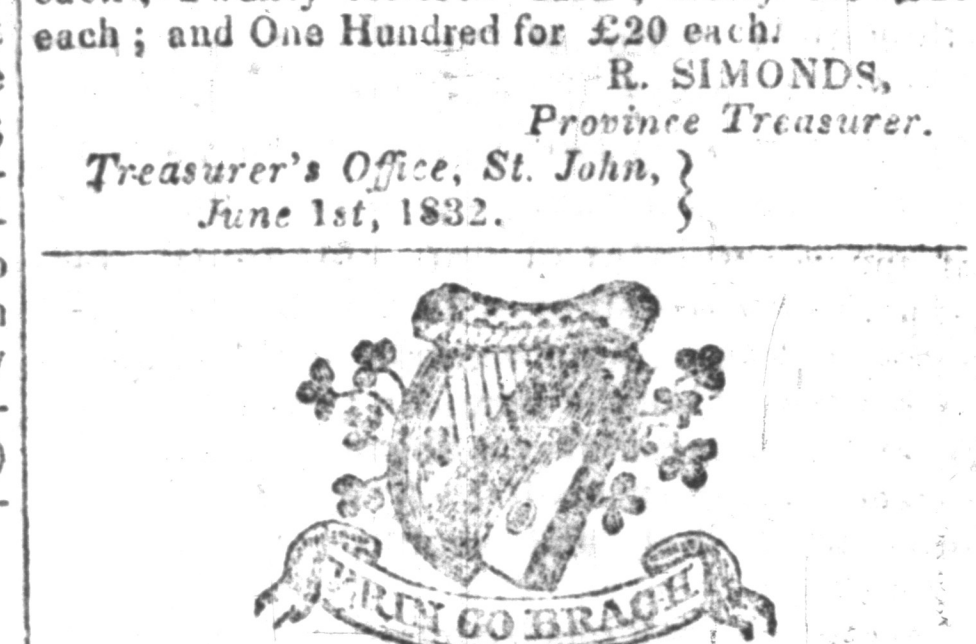 each; and One Hundred for £20 each.
R. SIMONDS,
Province Treasurer.
Treasurer's Office, St. John,
June 1st, 1832.
ERIN GO BRAGH